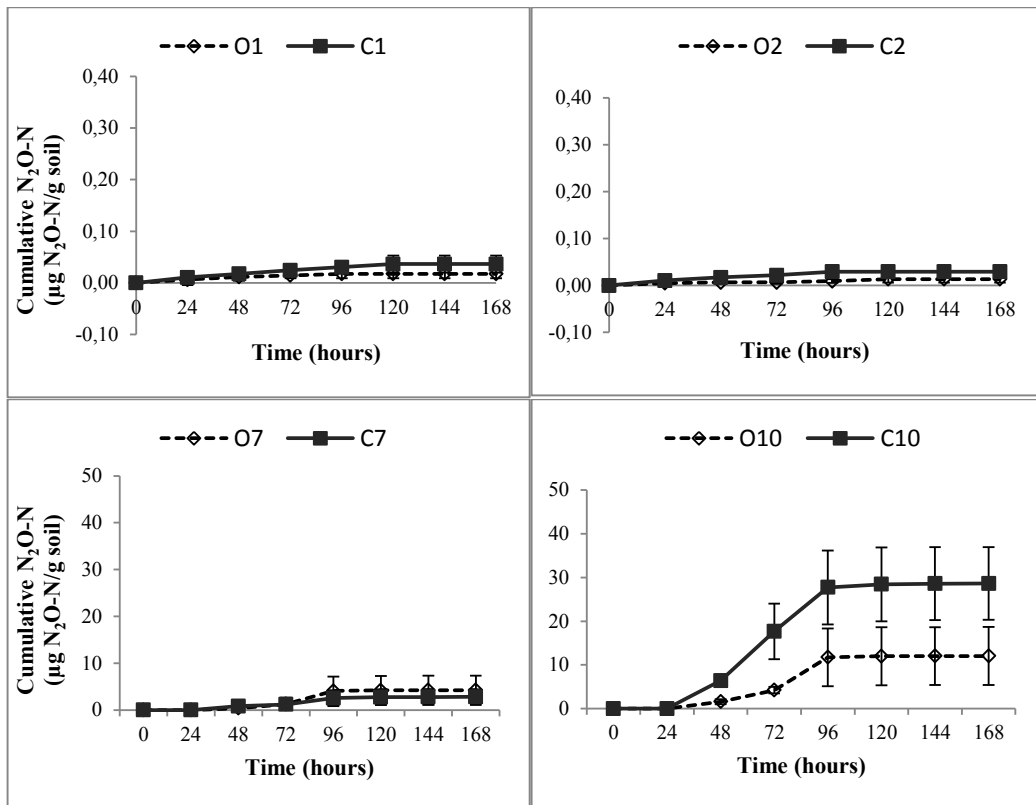 O1 C1
0,40
0,30
0,20
0,10
0,00
-0,10
0 24 48 72 96 120 144 168
Cumulative N₂O-N
(µg N₂O-N/g soil)
Time (hours)
O2 C2
0,40
0,30
0,20
0,10
0,00
-0,10
0 24 48 72 96 120 144 168
Time (hours)
O7 C7
50
40
30
20
10
0
0 24 48 72 96 120 144 168
Cumulative N₂O-N
(µg N₂O-N/g soil)
Time (hours)
O10 C10
50
40
30
20
10
0
0 24 48 72 96 120 144 168
Time (hours)